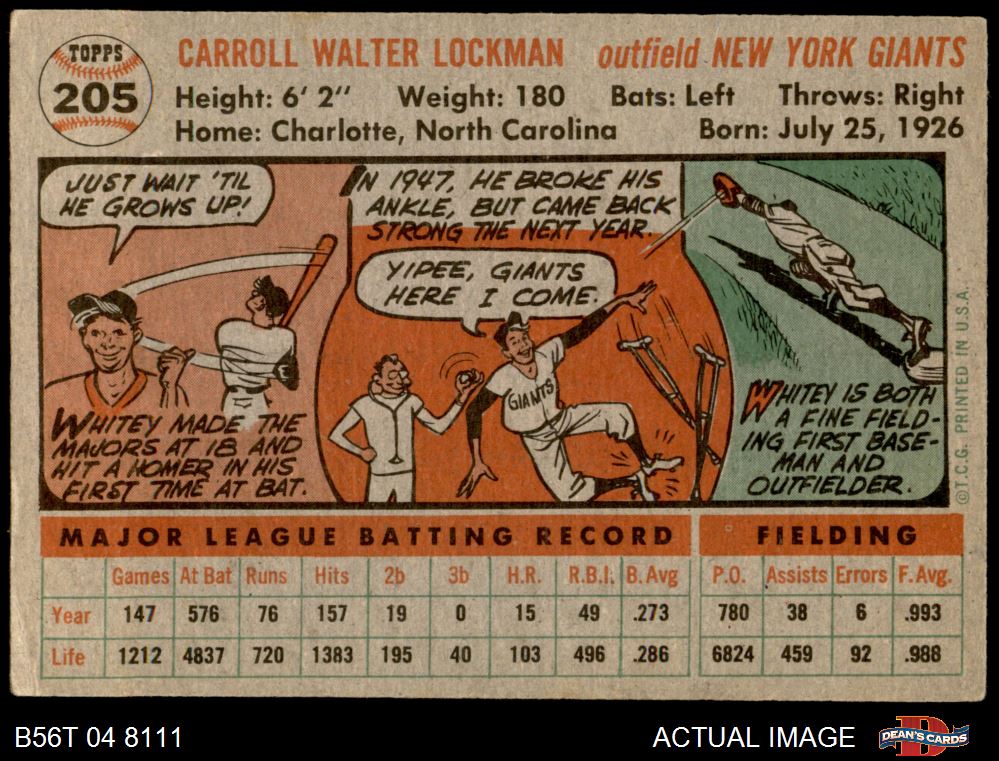 TOPPS
205
CARROLL WALTER LOCKMAN outfield NEW YORK GIANTS
Height: 6' 2" Weight: 180 Bats: Left Throws: Right
Home: Charlotte, North Carolina Born: July 25, 1926
JUST WAIT 'TIL
HE GROWS UP!
WHITEY MADE THE
MAJORS AT 18 AND
HIT A HOMER IN HIS
FIRST TIME AT BAT.
IN 1947, HE BROKE HIS
ANKLE, BUT CAME BACK
STRONG THE NEXT YEAR.
YIPEE, GIANTS
HERE I COME.
GIANTS
WHITEY IS BOTH
A FINE FIELD-
ING FIRST BASE-
MAN AND
OUTFIELDER.
©T.C.G. PRINTED IN U.S.A.
MAJOR LEAGUE BATTING RECORD FIELDING
Games At Bat Runs Hits 2b 3b H.R. R.B.I. B. Avg P.O. Assists Errors F. Avg.
Year 147 576 76 157 19 0 15 49 .273 780 38 6 .993
Life 1212 4837 720 1383 195 40 103 496 .286 6824 459 92 .988
B56T 04 8111 ACTUAL IMAGE DEAN'S CARDS